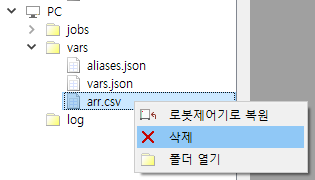 PC
jobs
vars
aliases.json
vars.json
arr.csv
로봇제어기로 복원
삭제
log
폴더 열기